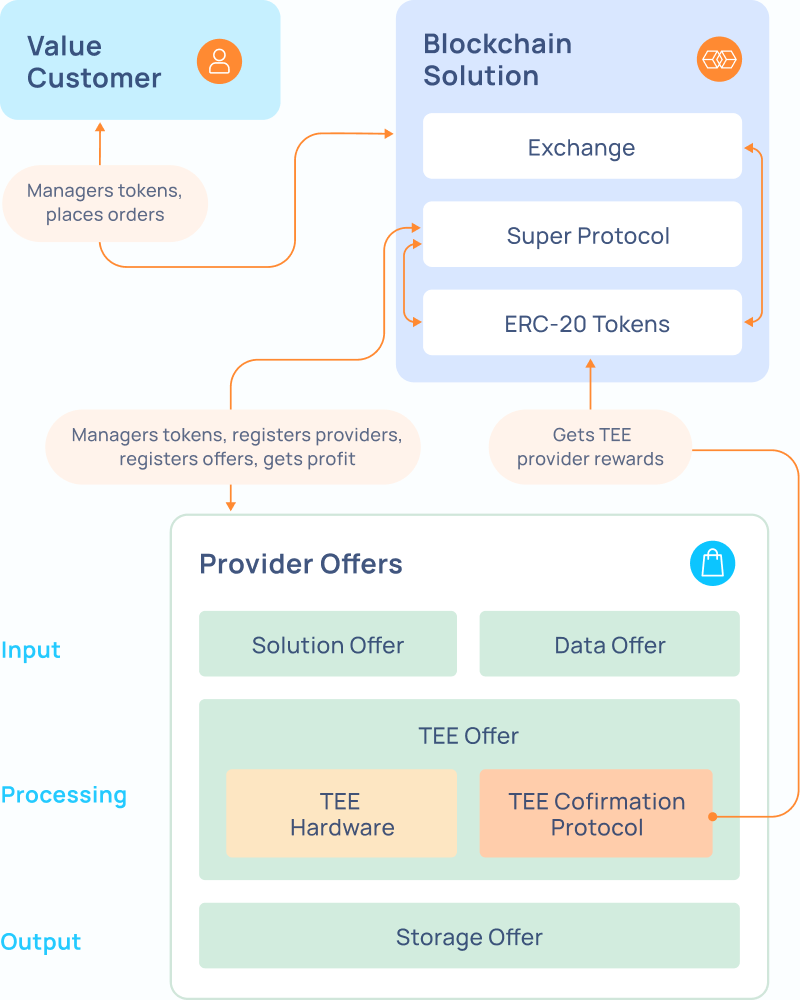 Value
Customer
Blockchain
Solution
Exchange
Managers tokens,
places orders
Super Protocol
ERC-20 Tokens
Managers tokens, registers providers,
registers offers, gets profit
Gets TEE
provider rewards
Provider Offers
Input
Solution Offer
Data Offer
TEE Offer
Processing
TEE
Hardware
TEE Cofirmation
Protocol
Output
Storage Offer